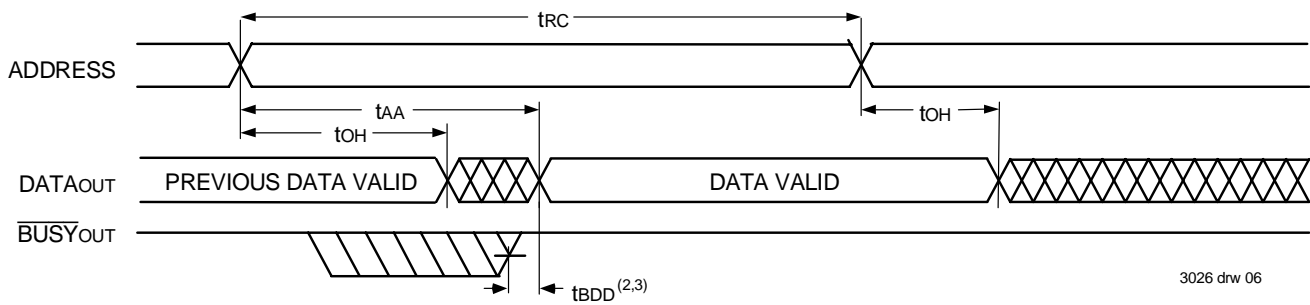 tRC
ADDRESS
tAA
tOH
tOH
DATAOUT
PREVIOUS DATA VALID
DATA VALID
BUSYOUT
tBDD(2,3)
3026 drw 06